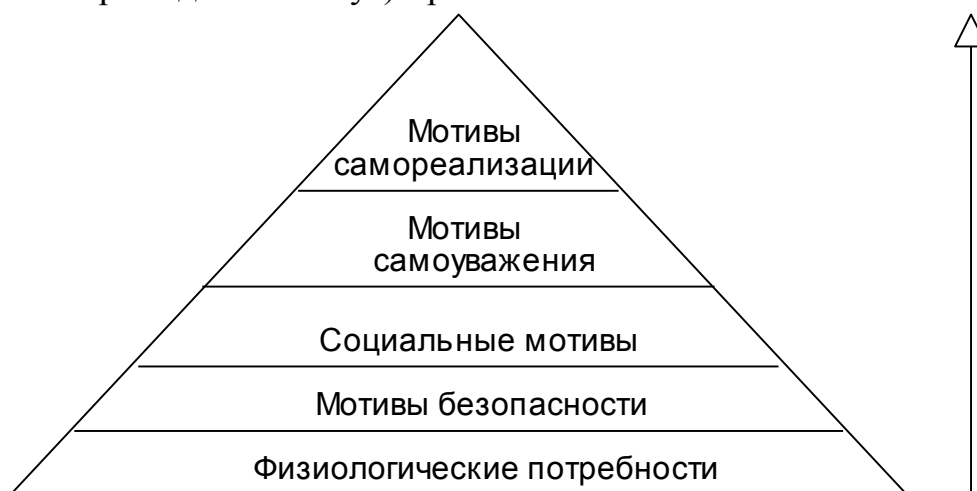 Мотивы
самореализации
Мотивы
самоуважения
Социальные мотивы
Мотивы безопасности
Физиологические потребности